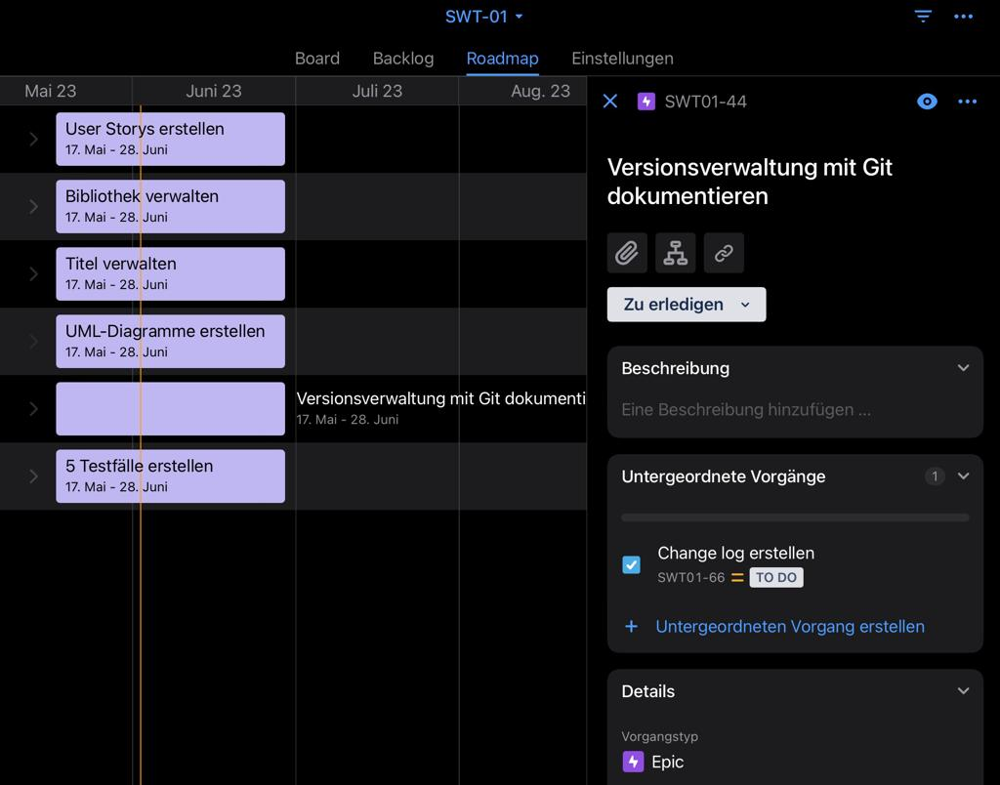 SWT-01
Board
Backlog
Roadmap
Einstellungen
Mai 23
Juni 23
Juli 23
Aug. 23
User Storys erstellen
17. Mai - 28. Juni
Bibliothek verwalten
17. Mai - 28. Juni
Titel verwalten
17. Mai - 28. Juni
UML-Diagramme erstellen
17. Mai - 28. Juni
Versionsverwaltung mit Git dokumenti
17. Mai - 28. Juni
5 Testfälle erstellen
17. Mai - 28. Juni
SWT01-44
Versionsverwaltung mit Git
dokumentieren
Zu erledigen
Beschreibung
Eine Beschreibung hinzufügen ...
Untergeordnete Vorgänge
1
Change log erstellen
SWT01-66
TO DO
+ Untergeordneten Vorgang erstellen
Details
Vorgangstyp
Epic